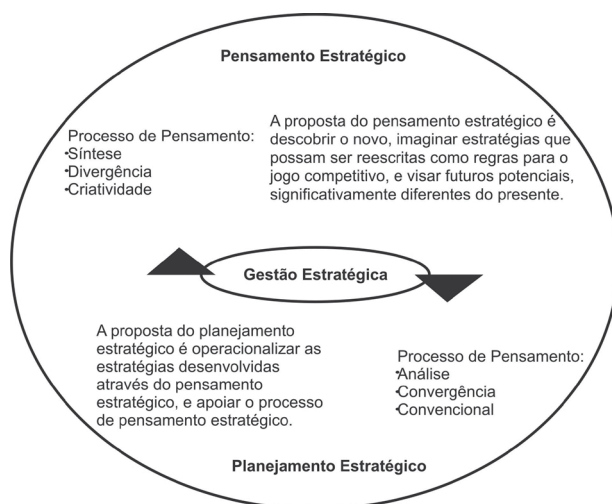 Pensamento Estratégico
Processo de Pensamento:
•Síntese
•Divergência
•Criatividade
A proposta do pensamento estratégico é
descobrir o novo, imaginar estratégias que
possam ser reescritas como regras para o
jogo competitivo, e visar futuros potenciais,
significativamente diferentes do presente.
Gestão Estratégica
A proposta do planejamento
estratégico é operacionalizar as
estratégias desenvolvidas
através do pensamento
estratégico, e apoiar o processo
de pensamento estratégico.
Processo de Pensamento:
•Análise
•Convergência
•Convencional
Planejamento Estratégico